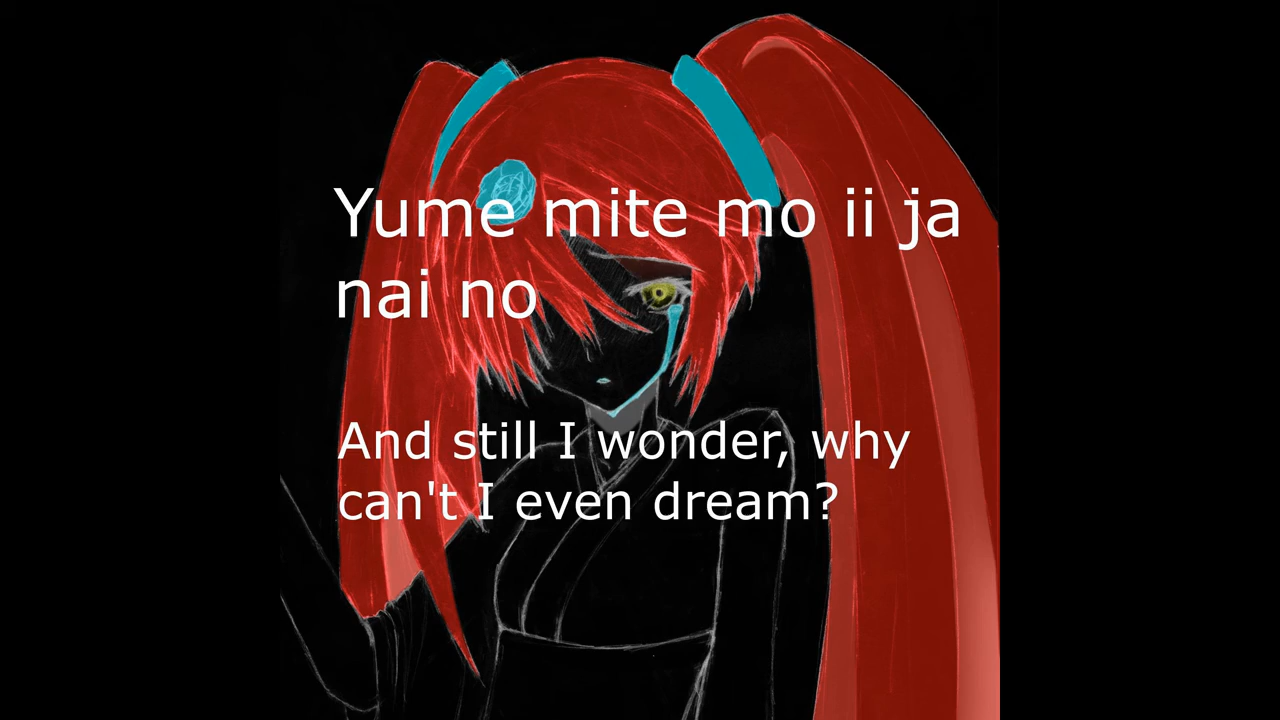 Yume mite mo ii ja
nai no
And still I wonder, why
can't I even dream?